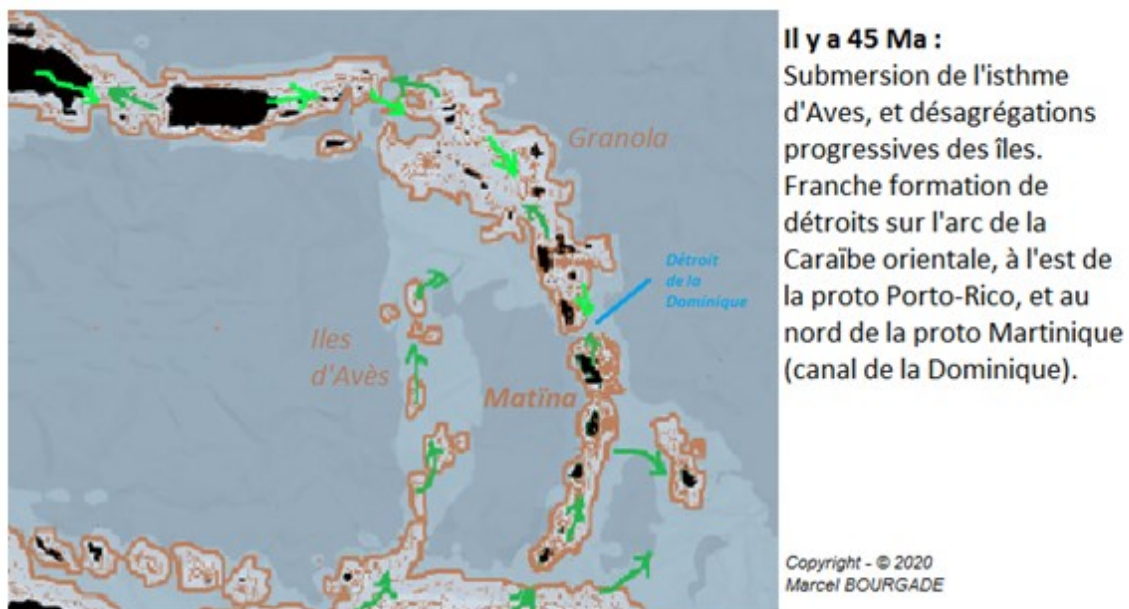 Il y a 45 Ma :
Submersion de l'isthme
d'Aves, et désagrégations
progressives des îles.
Franche formation de
détroits sur l'arc de la
Caraïbe orientale, à l'est de
la proto Porto-Rico, et au
nord de la proto Martinique
(canal de la Dominique).
Granola
Détroit
de la
Dominique
Iles
d'Avès
Matïna
Copyright - © 2020
Marcel BOURGADE